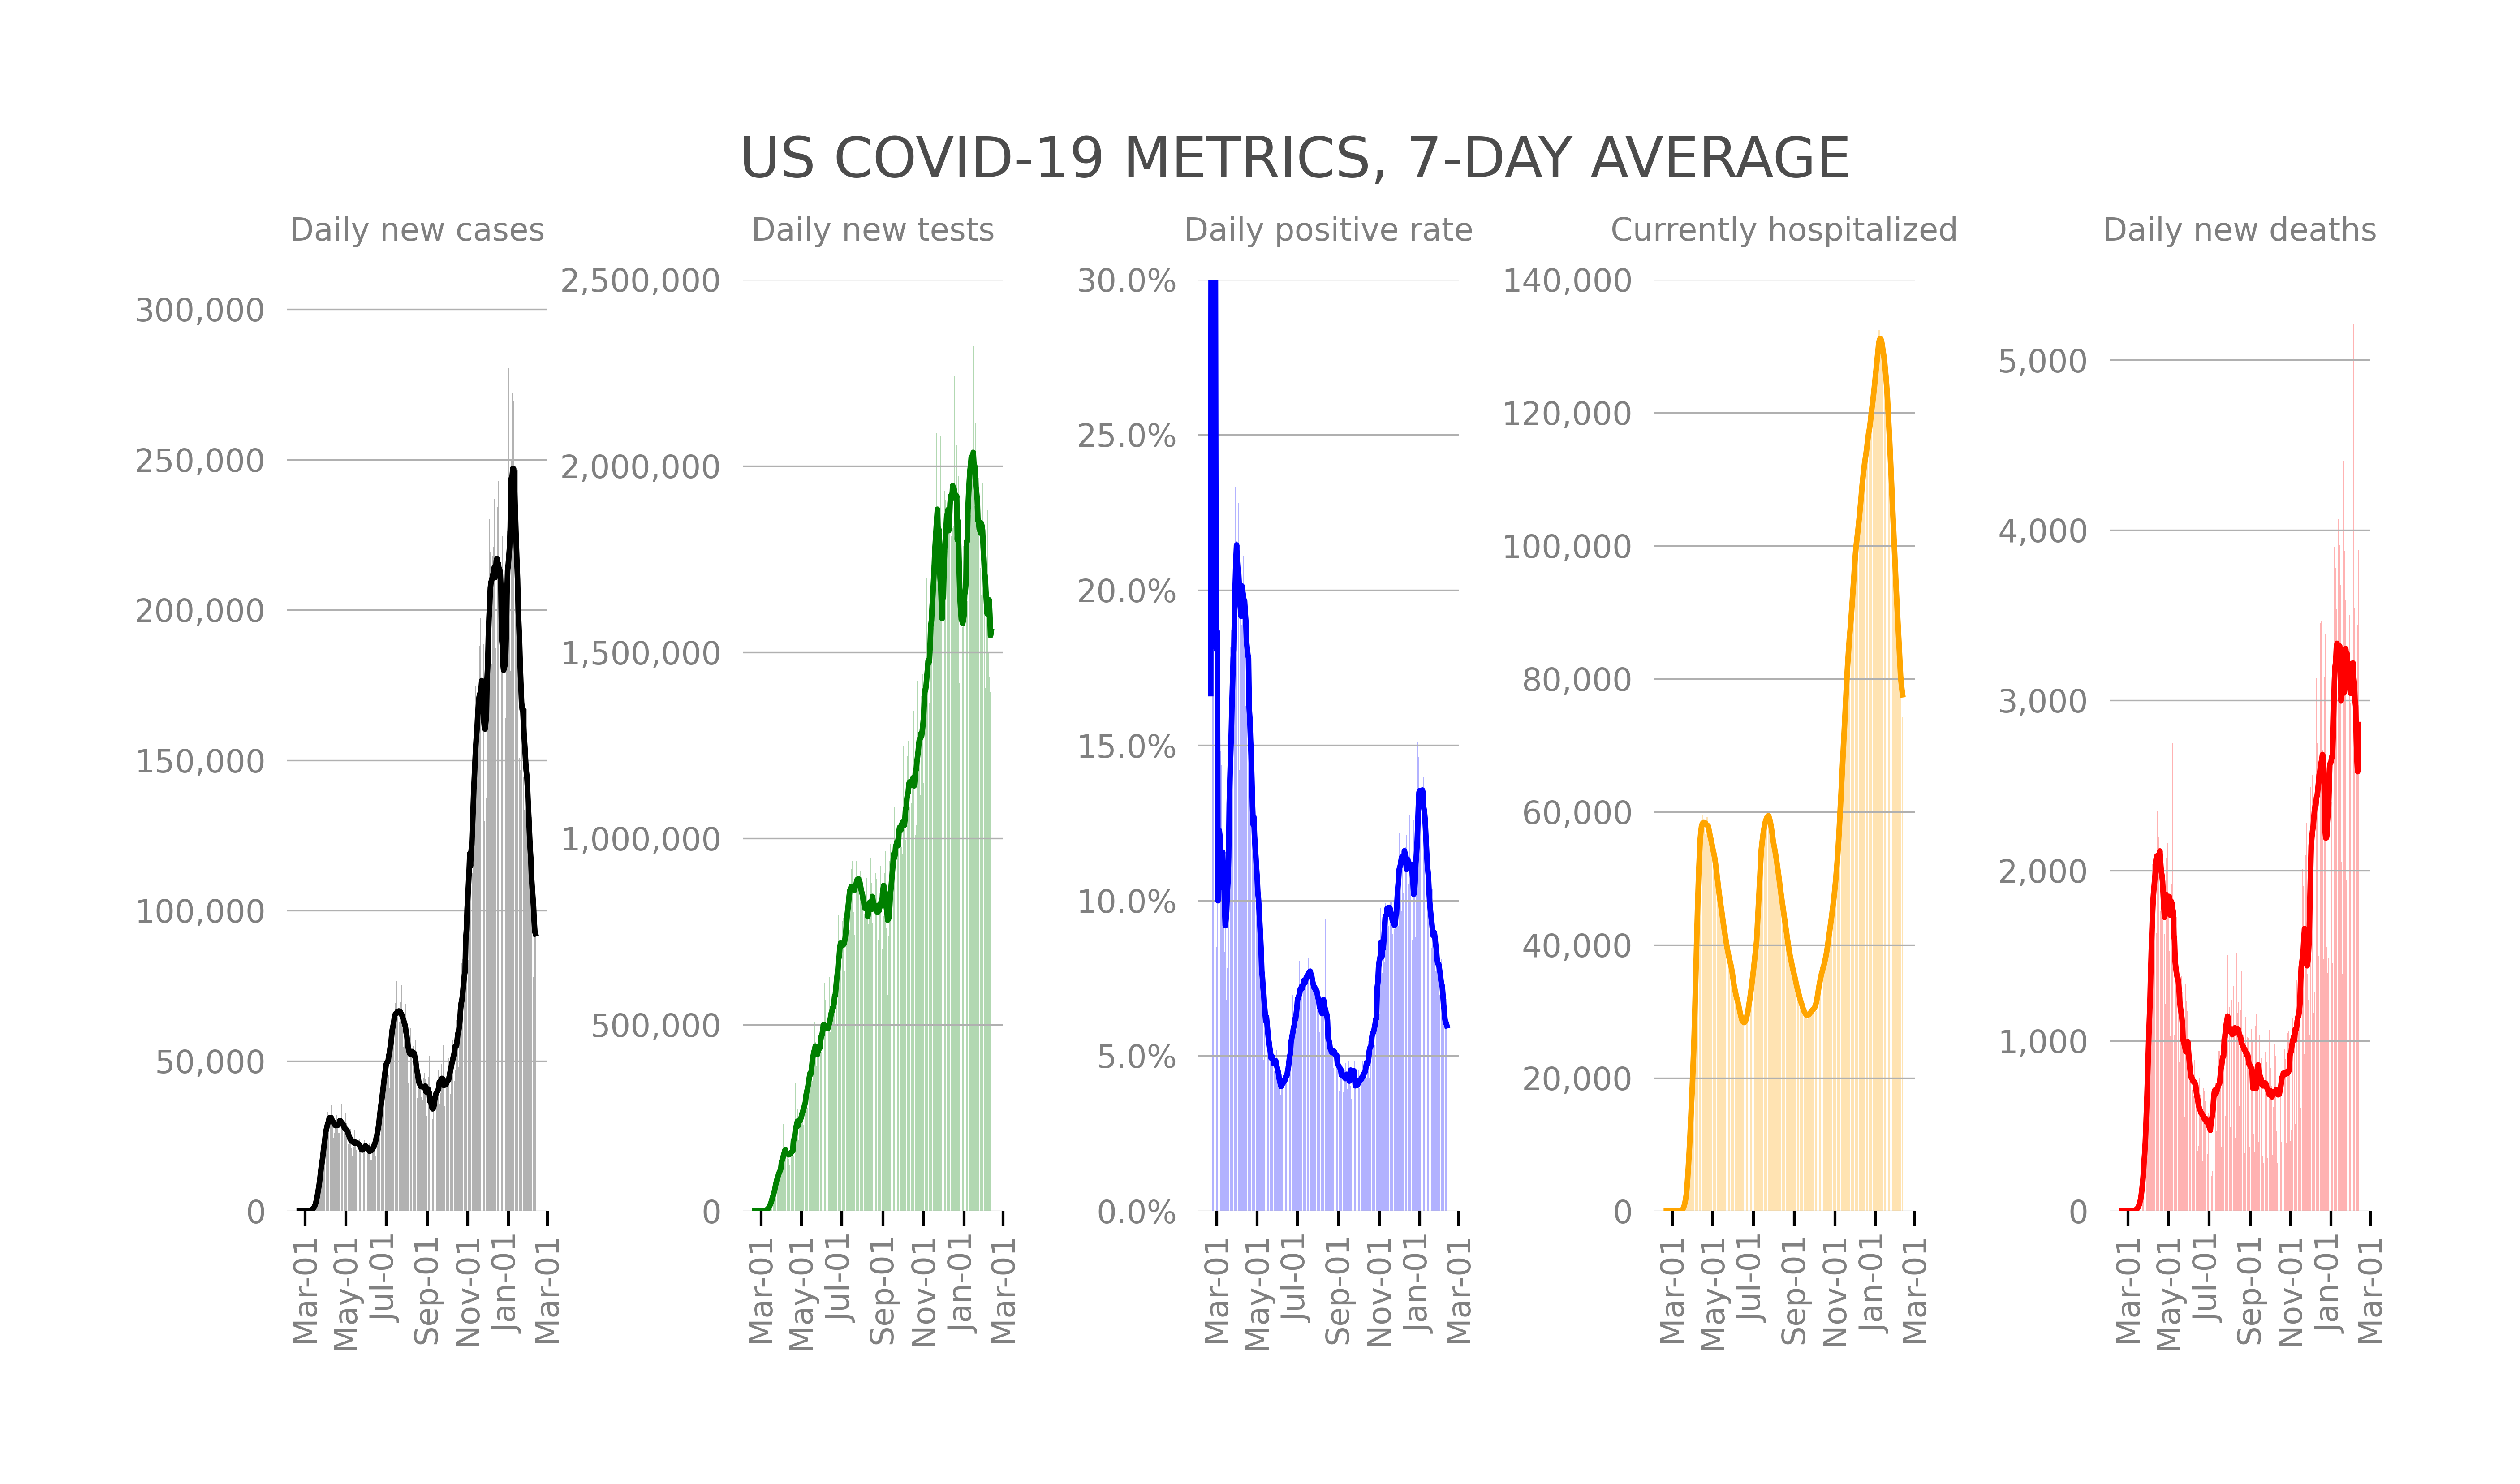 US COVID-19 METRICS, 7-DAY AVERAGE
Daily new cases
300,000
250,000
200,000
150,000
100,000
50,000
0
Mar-01
May-01
Jul-01
Sep-01
Nov-01
Jan-01
Mar-01
Daily new tests
2,500,000
2,000,000
1,500,000
1,000,000
500,000
0
Mar-01
May-01
Jul-01
Sep-01
Nov-01
Jan-01
Mar-01
Daily positive rate
30.0%
25.0%
20.0%
15.0%
10.0%
5.0%
0.0%
Mar-01
May-01
Jul-01
Sep-01
Nov-01
Jan-01
Mar-01
Currently hospitalized
140,000
120,000
100,000
80,000
60,000
40,000
20,000
0
Mar-01
May-01
Jul-01
Sep-01
Nov-01
Jan-01
Mar-01
Daily new deaths
5,000
4,000
3,000
2,000
1,000
0
Mar-01
May-01
Jul-01
Sep-01
Nov-01
Jan-01
Mar-01